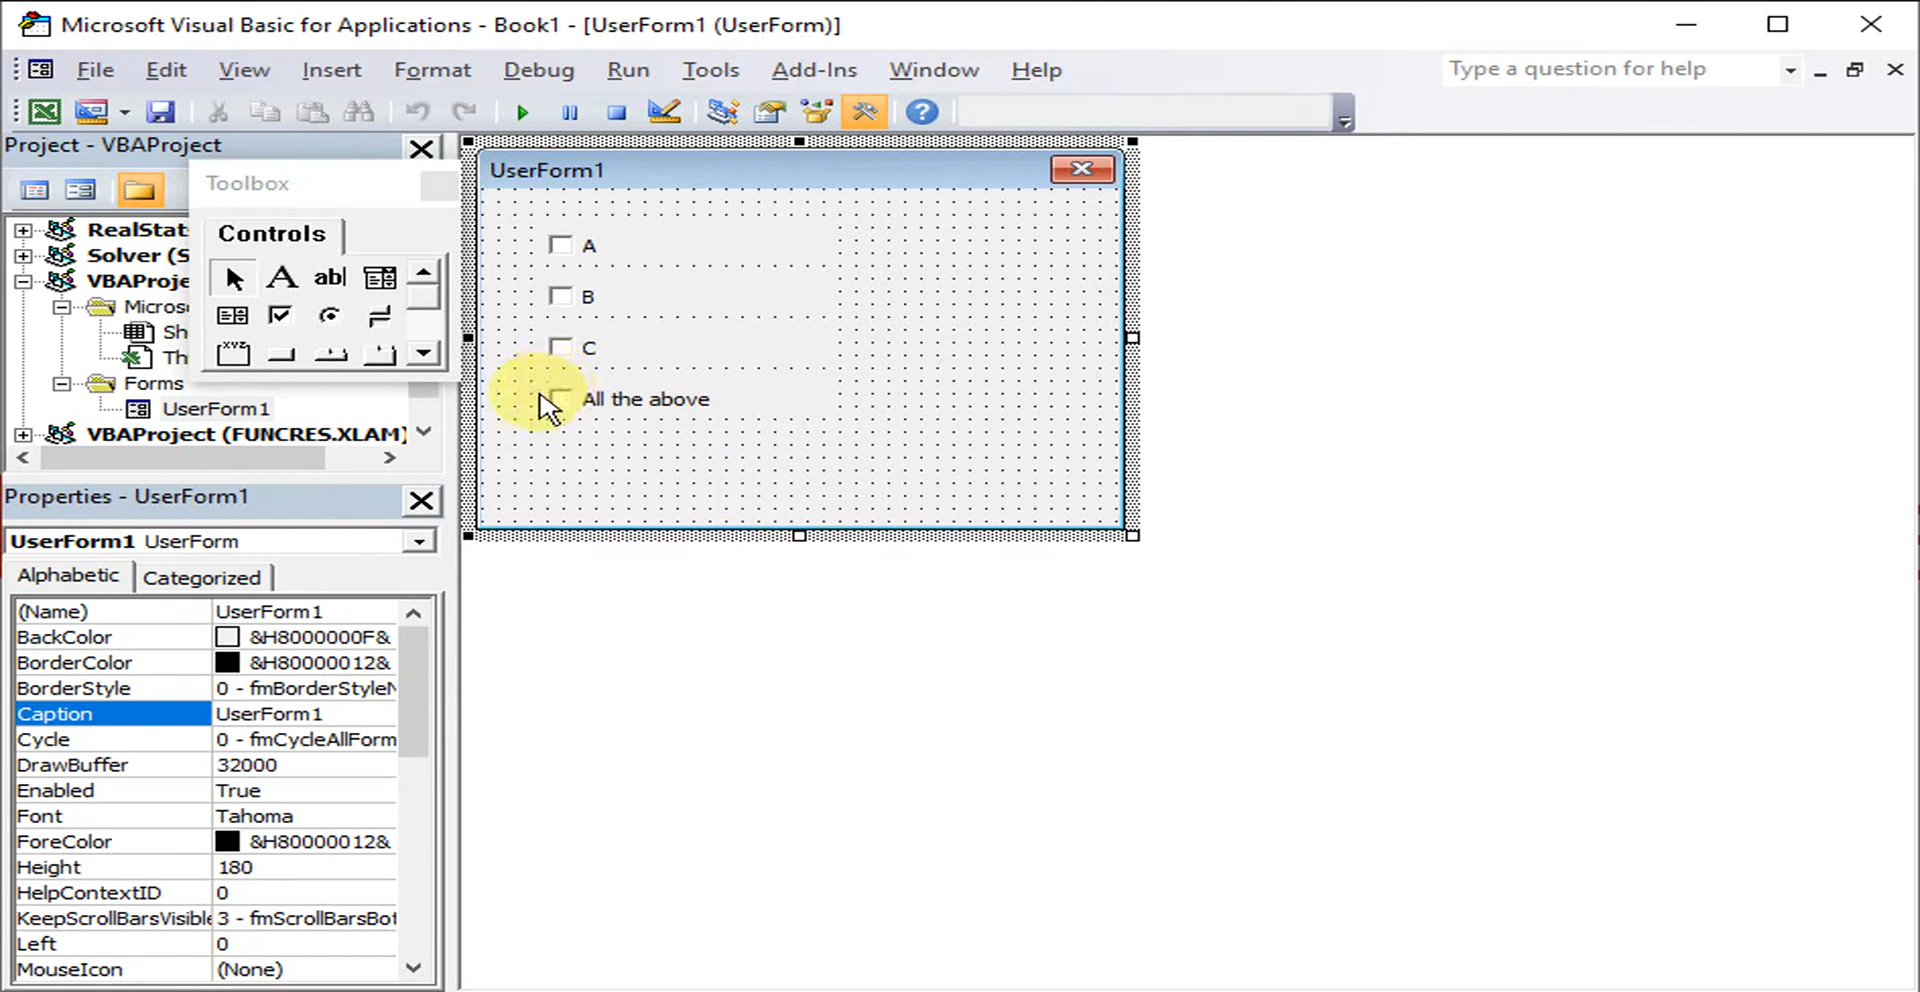 Microsoft Visual Basic for Applications - Book1 - [UserForm1 (UserForm)]
File Edit View Insert Format Debug Run Tools Add-Ins Window Help
Type a question for help
Project - VBAProject
Toolbox
Controls
A
ab|
XYZ
RealStat
Solver (S
VBAProje
Micros
Sh
Th
Forms
UserForm1
VBAProject (FUNCRES.XLAM)
UserForm1
A
B
C
All the above
Properties - UserForm1
UserForm1 UserForm
Alphabetic Categorized
(Name) UserForm1
BackColor &H8000000F&
BorderColor &H80000012&
BorderStyle 0 - fmBorderStyleN
Caption UserForm1
Cycle 0 - fmCycleAllForm
DrawBuffer 32000
Enabled True
Font Tahoma
ForeColor &H80000012&
Height 180
HelpContextID 0
KeepScrollBarsVisible 3 - fmScrollBarsBot
Left 0
MouseIcon (None)